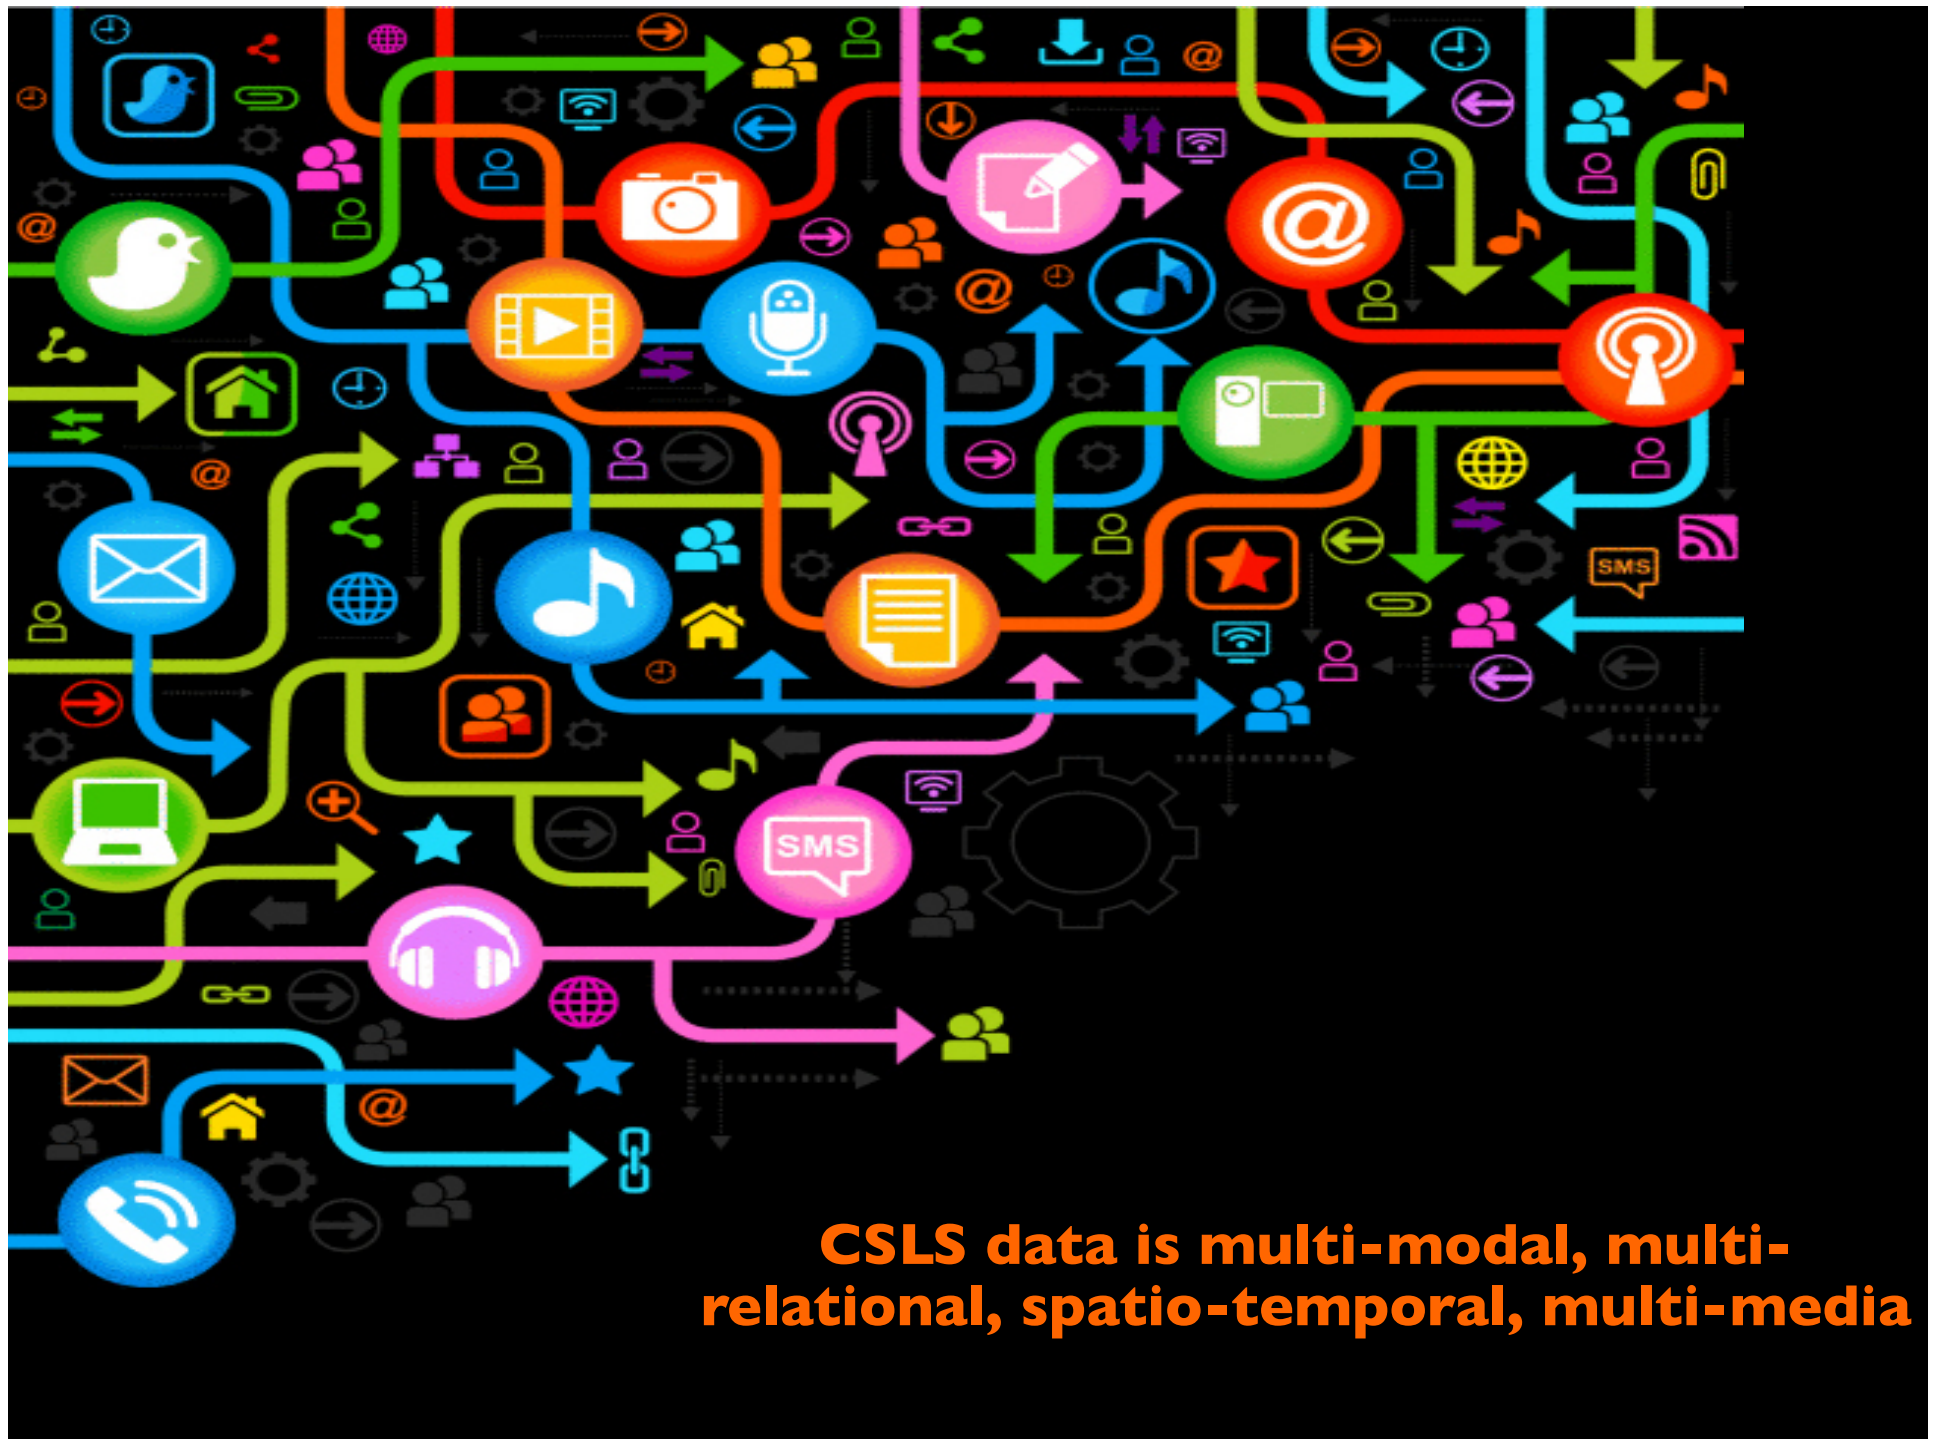 SMS
SMS
CSLS data is multi-modal, multi-
relational, spatio-temporal, multi-media